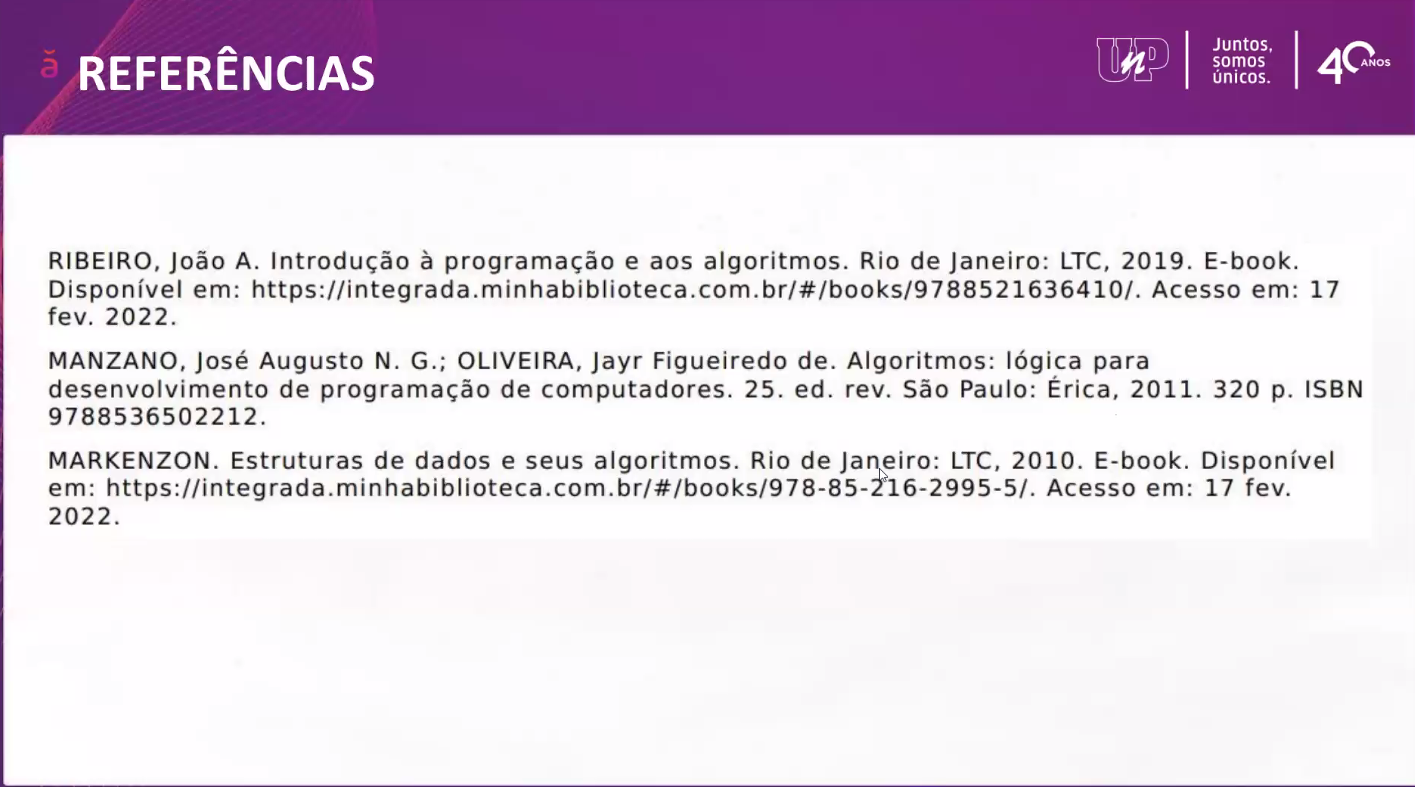 ă REFERÊNCIAS
UnP
Juntos,
somos
únicos.
40 ANOS
RIBEIRO, João A. Introdução à programação e aos algoritmos. Rio de Janeiro: LTC, 2019. E-book.
Disponível em: https://integrada.minhabiblioteca.com.br/#/books/9788521636410/. Acesso em: 17
fev. 2022.
MANZANO, José Augusto N. G.; OLIVEIRA, Jayr Figueiredo de. Algoritmos: lógica para
desenvolvimento de programação de computadores. 25. ed. rev. São Paulo: Érica, 2011. 320 p. ISBN
9788536502212.
MARKENZON. Estruturas de dados e seus algoritmos. Rio de Janeiro: LTC, 2010. E-book. Disponível
em: https://integrada.minhabiblioteca.com.br/#/books/978-85-216-2995-5/. Acesso em: 17 fev.
2022.